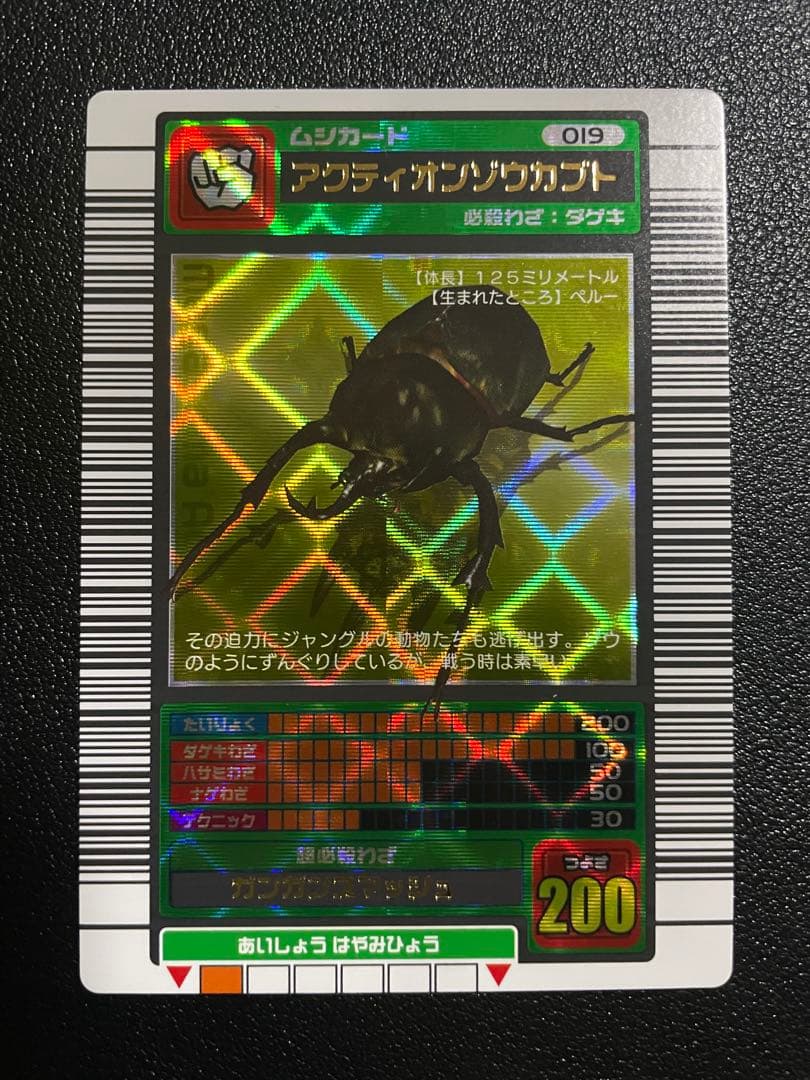 ムシカード
019
アクティオンゾウカブト
必殺わざ：ダゲキ
【体長】１２５ミリメートル
【生まれたところ】ペルー
その迫力にジャングルの動物たちも逃げ出す。ゾウ
のようにずんぐりしているが、戦う時は素早い。
たいりょく 200
ダゲキわざ 100
ハサミわざ 50
ナゲわざ 50
テクニック 30
超必殺わざ
ガンガンスマッシュ
つよさ
200
あいしょう はやみひょう